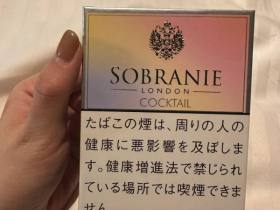 SOBRANIE
LONDON
COCKTAIL
たばこの煙は、周りの人の
健康に悪影響を及ぼしま
す。健康増進法で禁じられ
ている場所では喫煙できま
せん